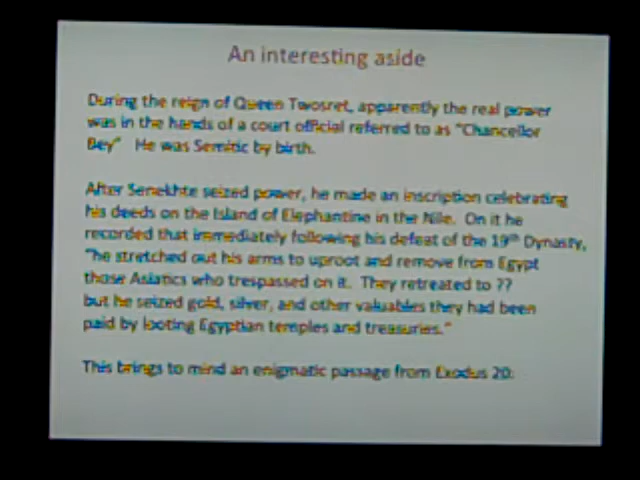 An interesting aside
During the reign of Queen Twosret, apparently the real power
was in the hands of a court official referred to as "Chancellor
Bey" He was Semitic by birth.
After Senekhte seized power, he made an inscription celebrating
his deeds on the Island of Elephantine in the Nile. On it he
recorded that immediately following his defeat of the 19th Dynasty,
"he stretched out his arms to uproot and remove from Egypt
those Asiatics who trespassed on it. They retreated to ??
but he seized gold, silver, and other valuables they had been
paid by looting Egyptian temples and treasuries."
This brings to mind an enigmatic passage from Exodus 20: